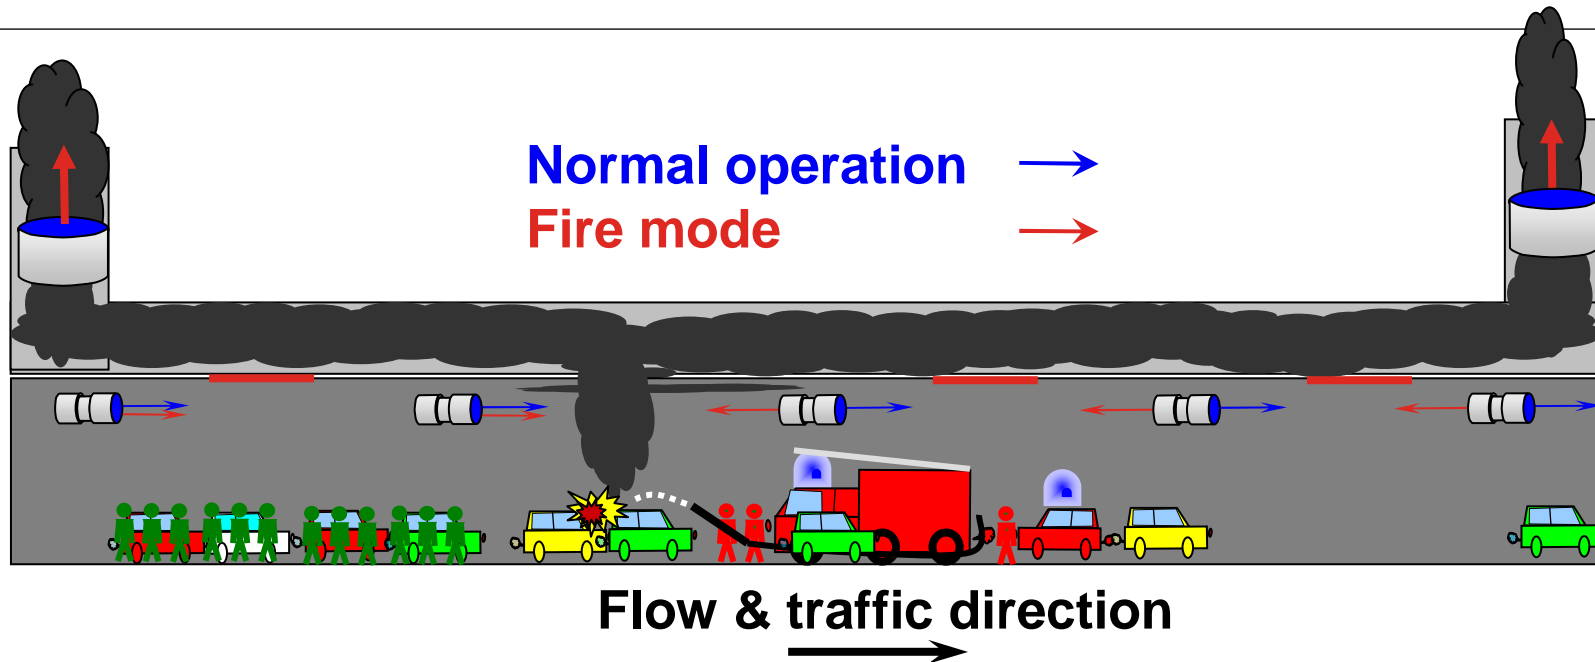 Normal operation
Fire mode
Flow & traffic direction